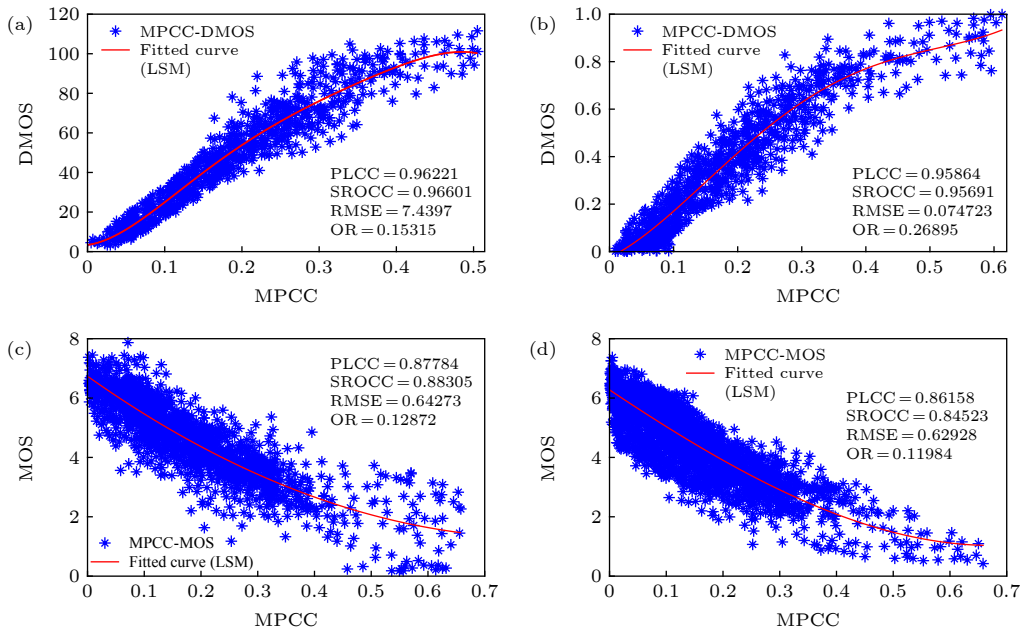 (a)
120
100
80
60
40
20
0
DMOS
MPCC-DMOS
Fitted curve
(LSM)
PLCC=0.96221
SROCC=0.96601
RMSE=7.4397
OR=0.15315
0 0.1 0.2 0.3 0.4 0.5
MPCC
(b)
1.0
0.8
0.6
0.4
0.2
0
DMOS
MPCC-DMOS
Fitted curve
(LSM)
PLCC=0.95864
SROCC=0.95691
RMSE=0.074723
OR=0.26895
0 0.1 0.2 0.3 0.4 0.5 0.6
MPCC
(c)
8
6
4
2
0
MOS
PLCC=0.87784
SROCC=0.88305
RMSE=0.64273
OR=0.12872
MPCC-MOS
Fitted curve (LSM)
0 0.1 0.2 0.3 0.4 0.5 0.6 0.7
MPCC
(d)
8
6
4
2
0
MOS
MPCC-MOS
Fitted curve
(LSM)
PLCC=0.86158
SROCC=0.84523
RMSE=0.62928
OR=0.11984
0 0.1 0.2 0.3 0.4 0.5 0.6 0.7
MPCC